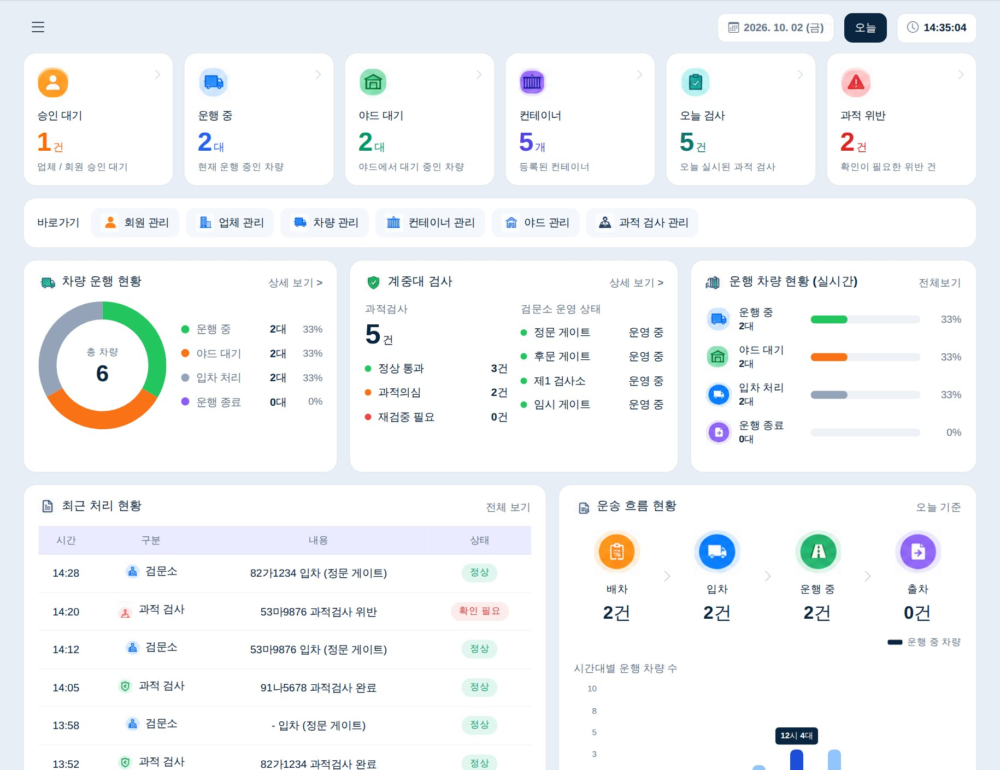 2026. 10. 02 (금)
오늘
14:35:04
승인 대기
1건
업체 / 회원 승인 대기
운행 중
2대
현재 운행 중인 차량
야드 대기
2대
야드에서 대기 중인 차량
컨테이너
5개
등록된 컨테이너
오늘 검사
5건
오늘 실시된 과적 검사
과적 위반
2건
확인이 필요한 위반 건
바로가기
회원 관리
업체 관리
차량 관리
컨테이너 관리
야드 관리
과적 검사 관리
차량 운행 현황
상세 보기 >
총 차량
6
운행 중 2대 33%
야드 대기 2대 33%
입차 처리 2대 33%
운행 종료 0대 0%
계중대 검사
상세 보기 >
과적검사
5건
정상 통과 3건
과적의심 2건
재검중 필요 0건
검문소 운영 상태
정문 게이트 운영 중
후문 게이트 운영 중
제1 검사소 운영 중
임시 게이트 운영 중
운행 차량 현황 (실시간)
전체보기
운행 중
2대
33%
야드 대기
2대
33%
입차 처리
2대
33%
운행 종료
0대
0%
최근 처리 현황
전체 보기
시간 구분 내용 상태
14:28 검문소 82가1234 입차 (정문 게이트) 정상
14:20 과적 검사 53마9876 과적검사 위반 확인 필요
14:12 검문소 53마9876 입차 (정문 게이트) 정상
14:05 과적 검사 91나5678 과적검사 완료 정상
13:58 검문소 - 입차 (정문 게이트) 정상
13:52 과적 검사 82가1234 과적검사 완료 정상
운송 흐름 현황
오늘 기준
배차
2건
입차
2건
운행 중
2건
출차
0건
운행 중 차량
시간대별 운행 차량 수
10
8
5
3
12시 4대